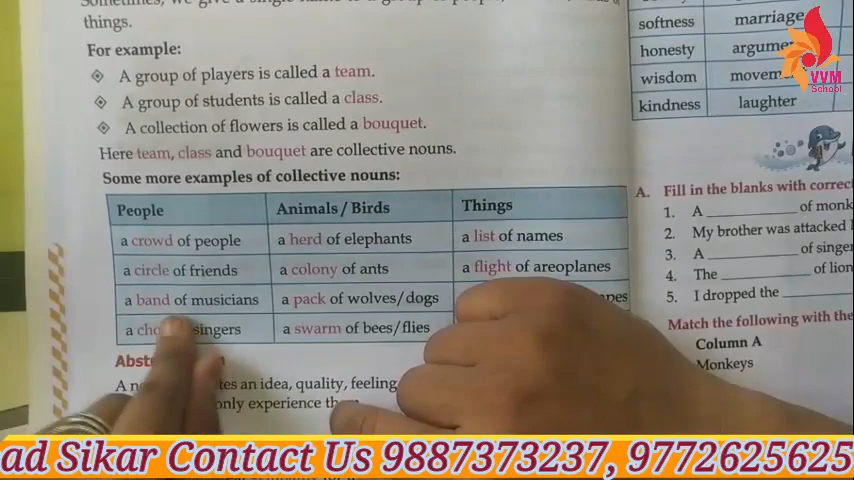 things.
For example:
A group of players is called a team.
A group of students is called a class.
A collection of flowers is called a bouquet.
Here team, class and bouquet are collective nouns.
Some more examples of collective nouns:
People Animals / Birds Things
a crowd of people a herd of elephants a list of names
a circle of friends a colony of ants a flight of areoplanes
a band of musicians a pack of wolves/dogs
a singers a swarm of bees/flies
A
an idea, quality, feeling
only experience
softness marriage
honesty
wisdom
kindness laughter
VVM
School
A. Fill in the blanks with
1. A __________ of
2. My brother was attacked
3. A __________ of
4. The __________ of
5. I dropped the __________
Match the following with the
Column A
Monkeys
Sikar Contact Us 9887373237, 9772625625